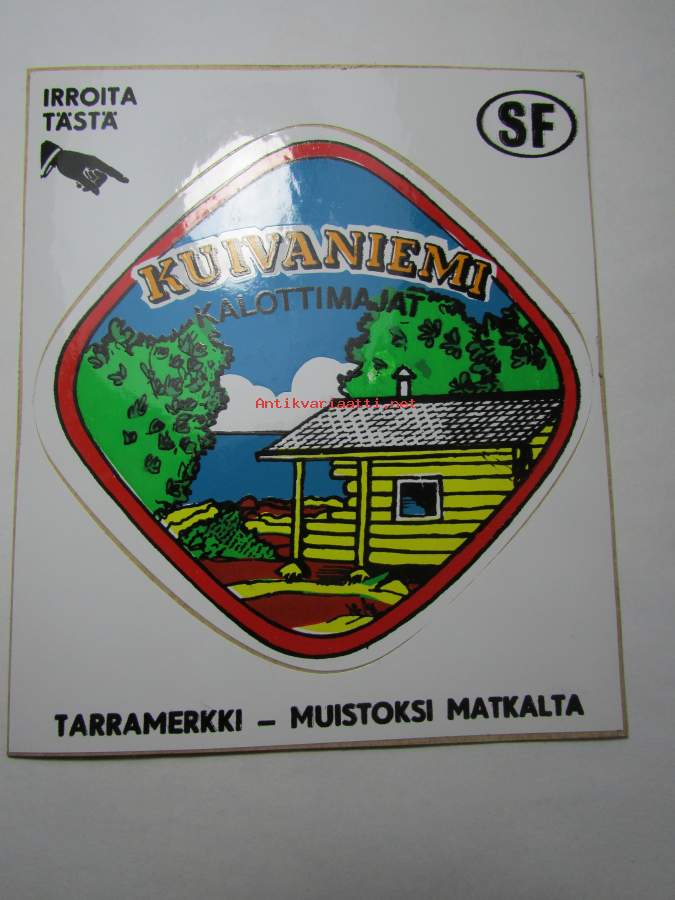 IRROITA
TÄSTÄ
SF
KUIVANIEMI
KALOTTIMAJAT
Antikvariaatti.net
TARRAMERKKI – MUISTOKSI MATKALTA